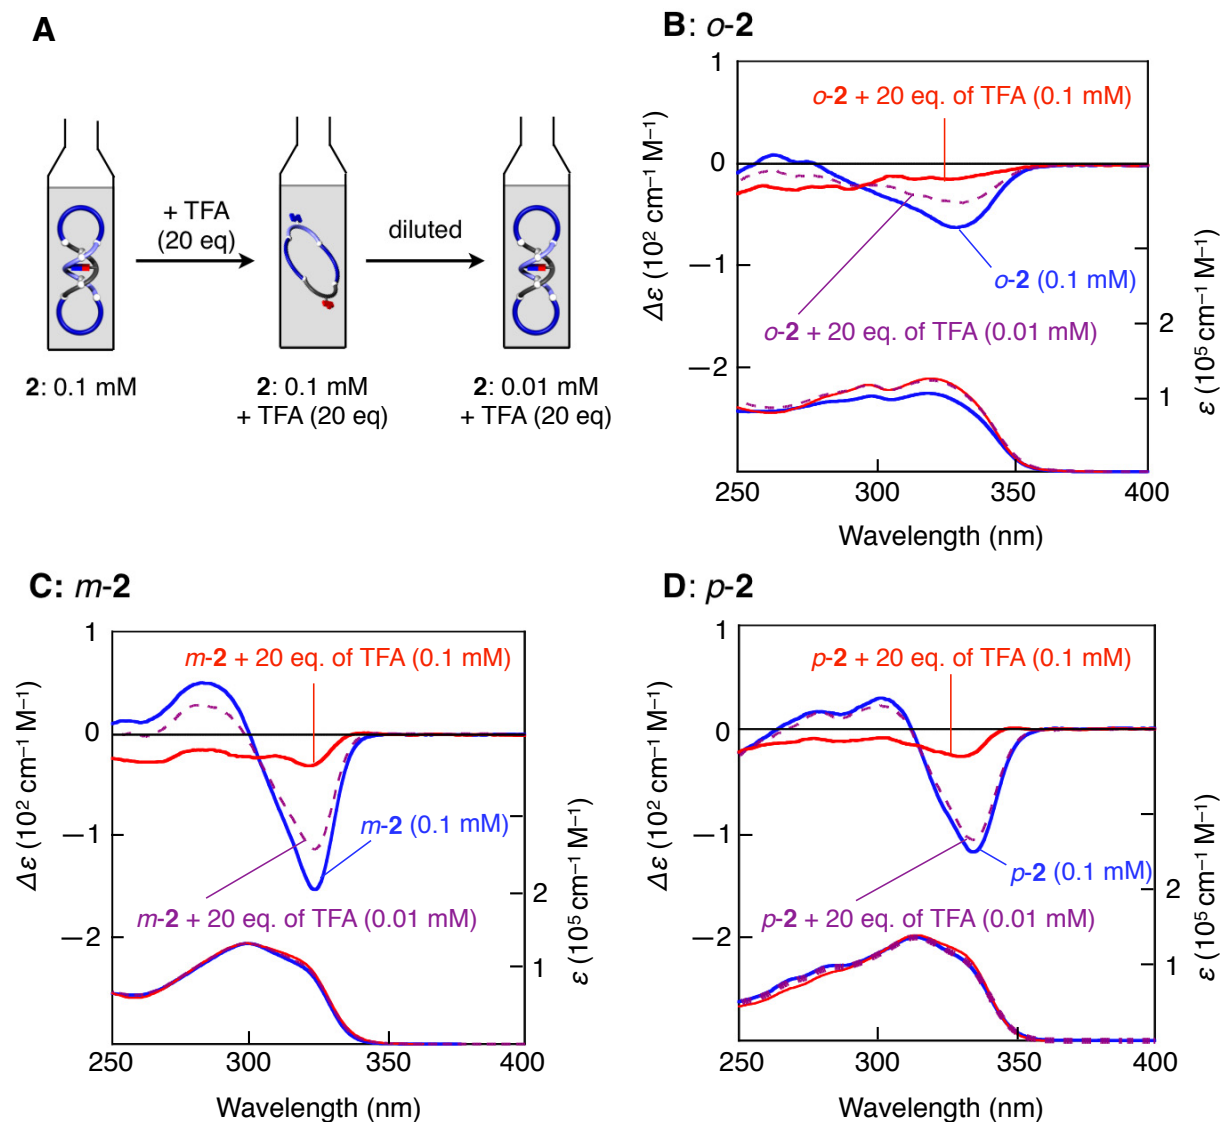 A
+ TFA
(20 eq)
diluted
2: 0.1 mM
2: 0.1 mM
+ TFA (20 eq)
2: 0.01 mM
+ TFA (20 eq)
B: o-2
1
0
−1
−2
Δε (10² cm⁻¹ M⁻¹)
o-2 + 20 eq. of TFA (0.1 mM)
o-2 (0.1 mM)
o-2 + 20 eq. of TFA (0.01 mM)
2
1
ε (10⁵ cm⁻¹ M⁻¹)
250
300
350
400
Wavelength (nm)
C: m-2
1
0
−1
−2
Δε (10² cm⁻¹ M⁻¹)
m-2 + 20 eq. of TFA (0.1 mM)
m-2 (0.1 mM)
m-2 + 20 eq. of TFA (0.01 mM)
2
1
ε (10⁵ cm⁻¹ M⁻¹)
250
300
350
400
Wavelength (nm)
D: p-2
1
0
−1
−2
Δε (10² cm⁻¹ M⁻¹)
p-2 + 20 eq. of TFA (0.1 mM)
p-2 (0.1 mM)
p-2 + 20 eq. of TFA (0.01 mM)
2
1
ε (10⁵ cm⁻¹ M⁻¹)
250
300
350
400
Wavelength (nm)